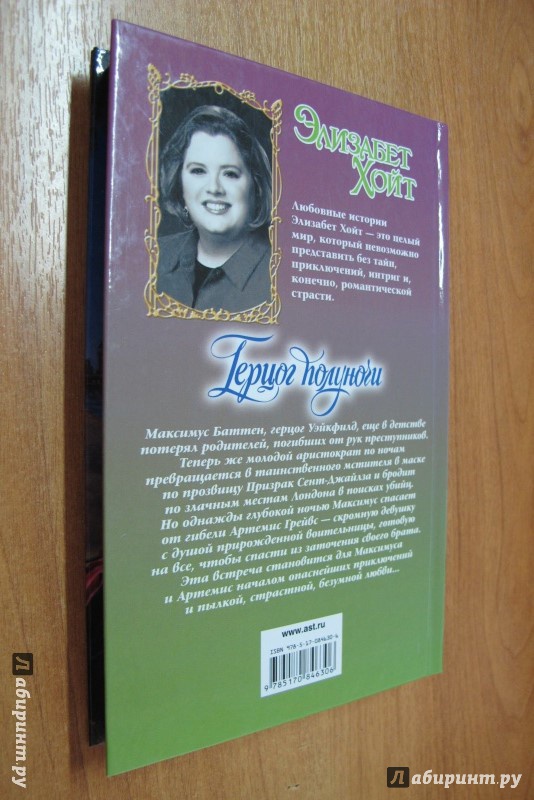 ЭЛИЗАБЕТ
ХОЙТ
Любовные истории
Элизабет Хойт — это целый
мир, который невозможно
представить без тайн,
приключений, интриг и,
конечно, романтической
страсти.
Герцог полуночи
Максимус Баттен, герцог Уэйкфилд, еще в детстве
потерял родителей, погибших от рук преступников.
Теперь же молодой аристократ по ночам
превращается в таинственного мстителя в маске
по прозвищу Призрак Сент-Джайлза и бродит
по злачным местам Лондона в поисках убийц.
Но однажды глубокой ночью Максимус спасает
от гибели Артемис Грейвс — скромную девушку
с душой прирожденной воительницы, готовую
на все, чтобы спасти из заточения своего брата.
Эта встреча становится для Максимуса
и Артемис началом опаснейших приключений
и пылкой, страстной, безумной любви...
www.ast.ru
ISBN 978-5-17-084630-6
9 785170 846306
Лабиринт.ру
Лабиринт.ру